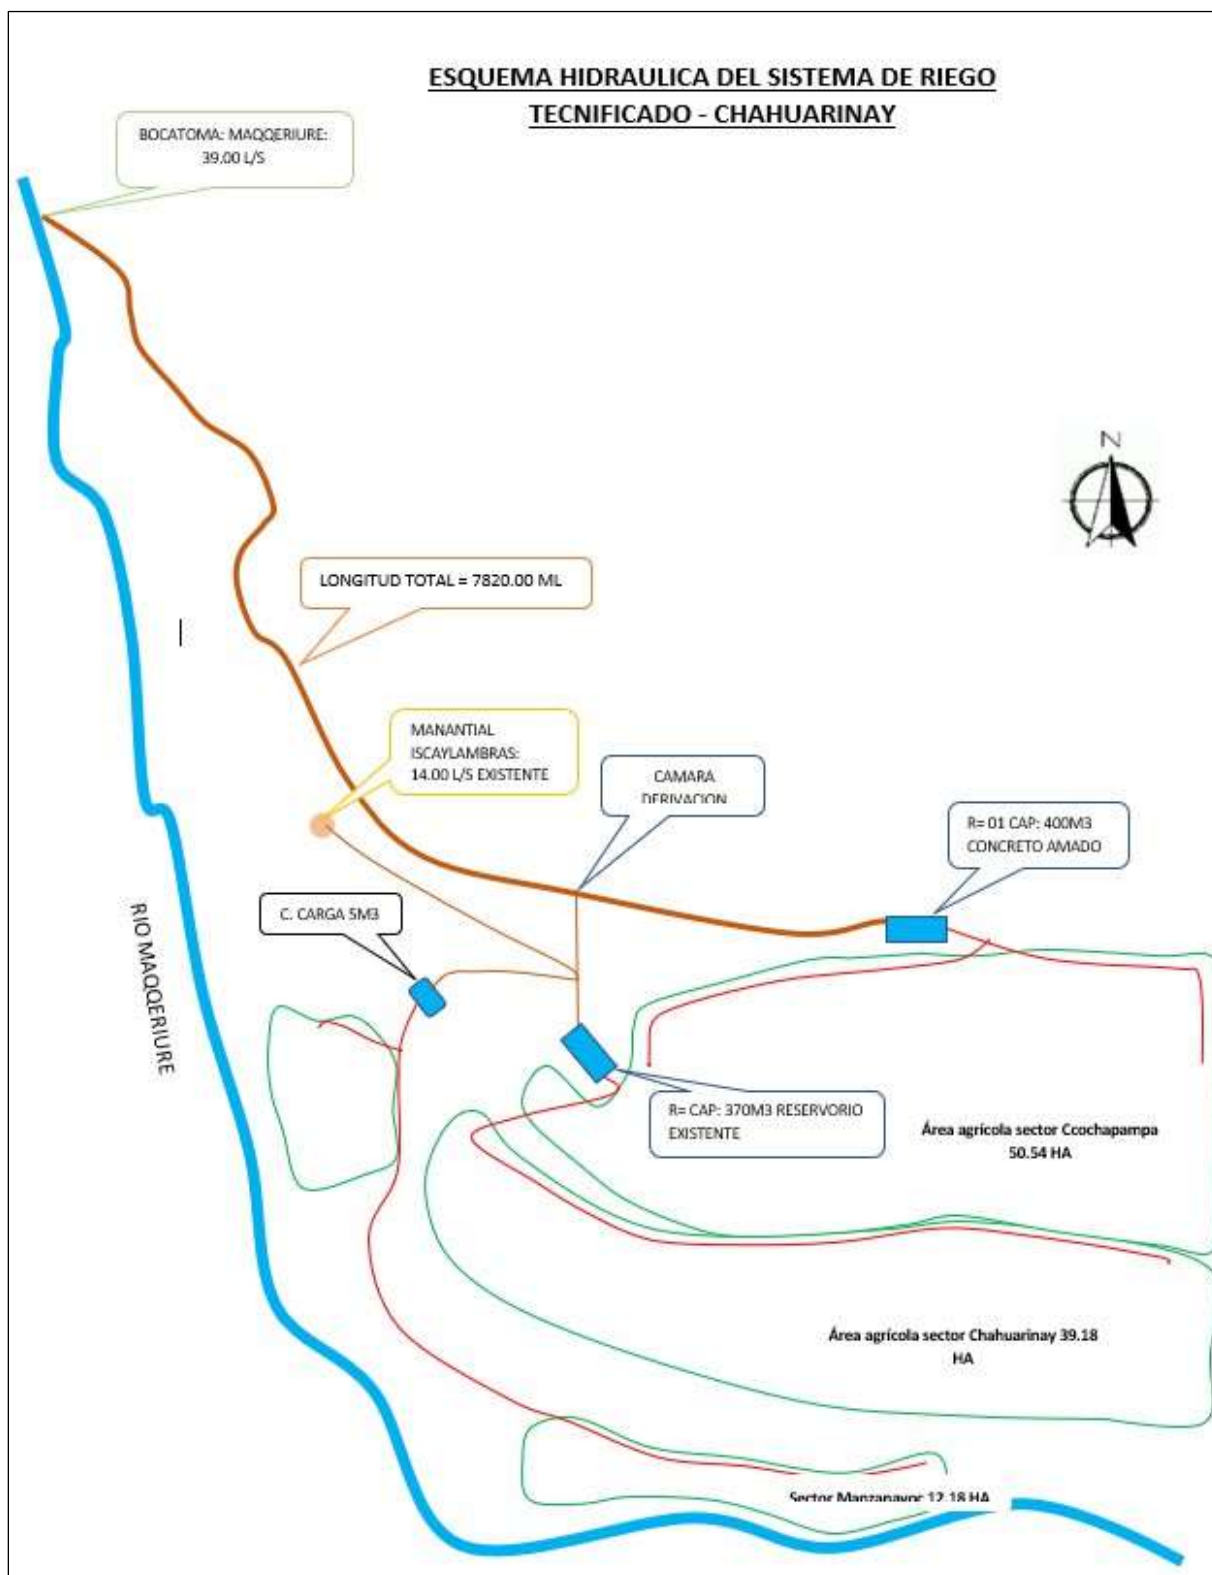 ESQUEMA HIDRAULICA DEL SISTEMA DE RIEGO
TECNIFICADO - CHAHUARINAY
BOCATOMA: MAQQERIURE:
39.00 L/S
N
LONGITUD TOTAL = 7820.00 ML
MANANTIAL
ISCAYLAMBRAS:
14.00 L/S EXISTENTE
CAMARA
DERIVACION
R= 01 CAP: 400M3
CONCRETO AMADO
C. CARGA 5M3
RIO MAQQERIURE
R= CAP: 370M3 RESERVORIO
EXISTENTE
Área agrícola sector Ccochapampa
50.54 HA
Área agrícola sector Chahuarinay 39.18
HA
Sector Manzanayoc 12.18 HA